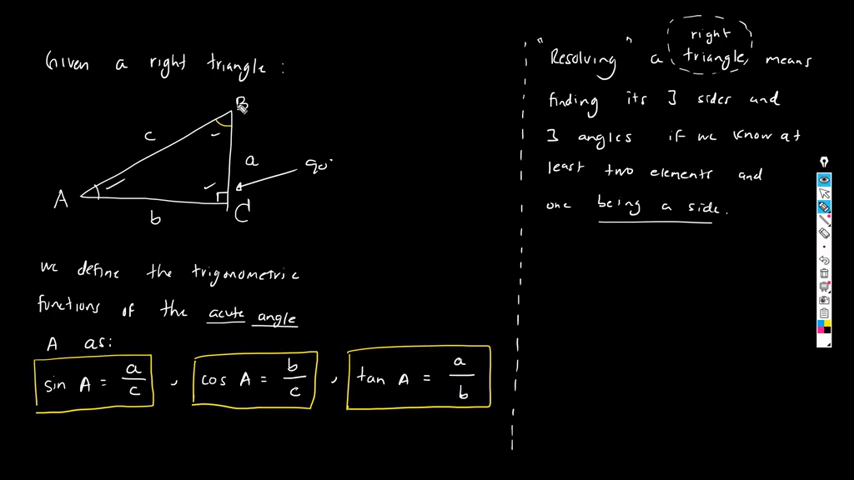 Given a right triangle :
B
c
a
90°
A
b
C
we define the trigonometric
functions of the acute angle
A as:
sin A = a/c , cos A = b/c , tan A = a/b
"Resolving" a right triangle means
finding its 3 sides and
3 angles if we know at
least two elements and
one being a side.